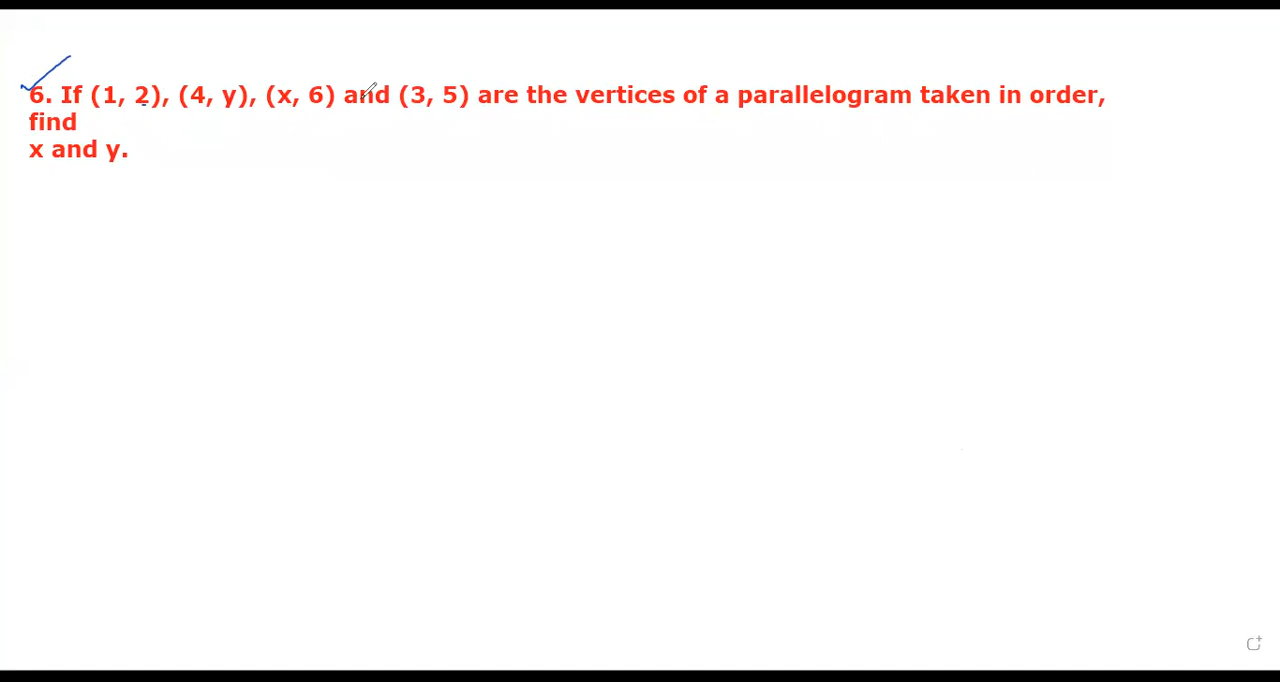 6. If (1, 2), (4, y), (x, 6) and (3, 5) are the vertices of a parallelogram taken in order,
find
x and y.